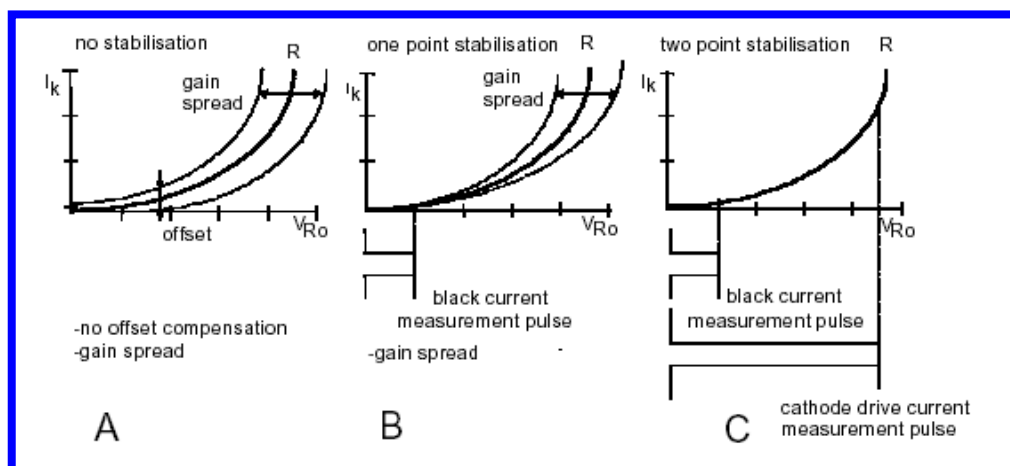 no stabilisation
R
I k
gain
spread
offset
V Ro
-no offset compensation
-gain spread
A
one point stabilisation
R
I k
gain
spread
V Ro
black current
measurement pulse
-gain spread -
B
two point stabilisation
R
I k
V Ro
black current
measurement pulse
C
cathode drive current
measurement pulse